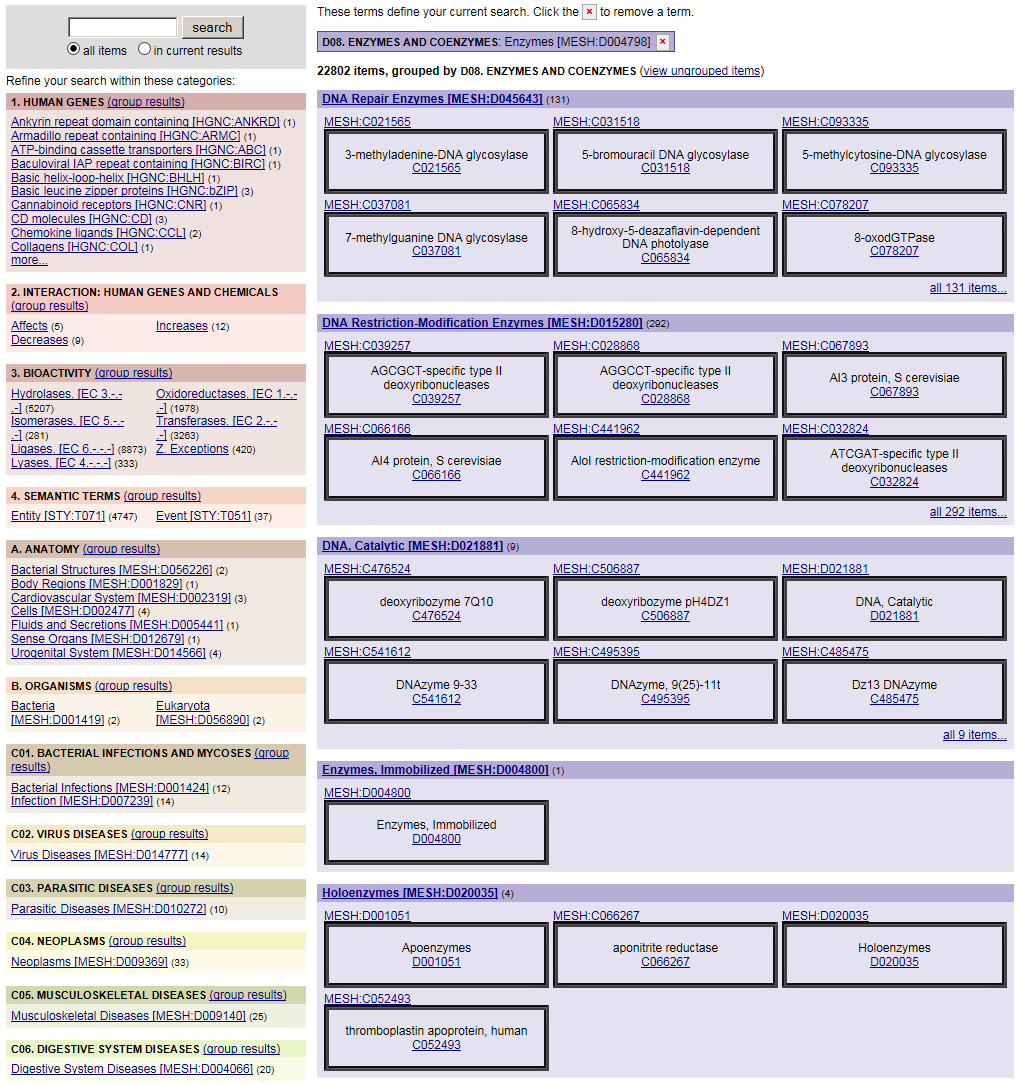 search
all items in current results
Refine your search within these categories:
1. HUMAN GENES (group results)
Ankyrin repeat domain containing [HGNC:ANKRD] (1)
Armadillo repeat containing [HGNC:ARMC] (1)
ATP-binding cassette transporters [HGNC:ABC] (1)
Baculoviral IAP repeat containing [HGNC:BIRC] (1)
Basic helix-loop-helix [HGNC:BHLH] (1)
Basic leucine zipper proteins [HGNC:bZIP] (3)
Cannabinoid receptors [HGNC:CNR] (1)
CD molecules [HGNC:CD] (3)
Chemokine ligands [HGNC:CCL] (2)
Collagens [HGNC:COL] (1)
more...
2. INTERACTION: HUMAN GENES AND CHEMICALS
(group results)
Affects (5) Increases (12)
Decreases (9)
3. BIOACTIVITY (group results)
Hydrolases. [EC 3.-.-
.-] (5207)
Isomerases. [EC 5.-.-
.-] (281)
Ligases. [EC 6.-.-.-] (8873)
Lyases. [EC 4.-.-.-] (333)
Oxidoreductases. [EC 1.-.-
.-] (1978)
Transferases. [EC 2.-.-
.-] (3263)
Z. Exceptions (420)
4. SEMANTIC TERMS (group results)
Entity [STY:T071] (4747) Event [STY:T051] (37)
A. ANATOMY (group results)
Bacterial Structures [MESH:D056226] (2)
Body Regions [MESH:D001829] (1)
Cardiovascular System [MESH:D002319] (3)
Cells [MESH:D002477] (4)
Fluids and Secretions [MESH:D005441] (1)
Sense Organs [MESH:D012679] (1)
Urogenital System [MESH:D014566] (4)
B. ORGANISMS (group results)
Bacteria
[MESH:D001419] (2)
Eukaryota
[MESH:D056890] (2)
C01. BACTERIAL INFECTIONS AND MYCOSES (group
results)
Bacterial Infections [MESH:D001424] (12)
Infection [MESH:D007239] (14)
C02. VIRUS DISEASES (group results)
Virus Diseases [MESH:D014777] (14)
C03. PARASITIC DISEASES (group results)
Parasitic Diseases [MESH:D010272] (10)
C04. NEOPLASMS (group results)
Neoplasms [MESH:D009369] (33)
C05. MUSCULOSKELETAL DISEASES (group results)
Musculoskeletal Diseases [MESH:D009140] (25)
C06. DIGESTIVE SYSTEM DISEASES (group results)
Digestive System Diseases [MESH:D004066] (20)
These terms define your current search. Click the × to remove a term.
D08. ENZYMES AND COENZYMES: Enzymes [MESH:D004798] ×
22802 items, grouped by D08. ENZYMES AND COENZYMES (view ungrouped items)
DNA Repair Enzymes [MESH:D045643] (131)
MESH:C021565 MESH:C031518 MESH:C093335
3-methyladenine-DNA glycosylase 5-bromouracil DNA glycosylase 5-methylcytosine-DNA glycosylase
C021565 C031518 C093335
MESH:C037081 MESH:C065834 MESH:C078207
7-methylguanine DNA glycosylase
C037081
8-hydroxy-5-deazaflavin-dependent
DNA photolyase
C065834
8-oxodGTPase
C078207
all 131 items...
DNA Restriction-Modification Enzymes [MESH:D015280] (292)
MESH:C039257 MESH:C028868 MESH:C067893
AGCGCT-specific type II
deoxyribonucleases
C039257
AGGCCT-specific type II
deoxyribonucleases
C028868
AI3 protein, S cerevisiae
C067893
MESH:C066166 MESH:C441962 MESH:C032824
AI4 protein, S cerevisiae
C066166
AloI restriction-modification enzyme
C441962
ATCGAT-specific type II
deoxyribonucleases
C032824
all 292 items...
DNA, Catalytic [MESH:D021881] (9)
MESH:C476524 MESH:C506887 MESH:D021881
deoxyribozyme 7Q10 deoxyribozyme pH4DZ1 DNA, Catalytic
C476524 C506887 D021881
MESH:C541612 MESH:C495395 MESH:C485475
DNAzyme 9-33 DNAzyme, 9(25)-11t Dz13 DNAzyme
C541612 C495395 C485475
all 9 items...
Enzymes, Immobilized [MESH:D004800] (1)
MESH:D004800
Enzymes, Immobilized
D004800
Holoenzymes [MESH:D020035] (4)
MESH:D001051 MESH:C066267 MESH:D020035
Apoenzymes aponitrite reductase Holoenzymes
D001051 C066267 D020035
MESH:C052493
thromboplastin apoprotein, human
C052493